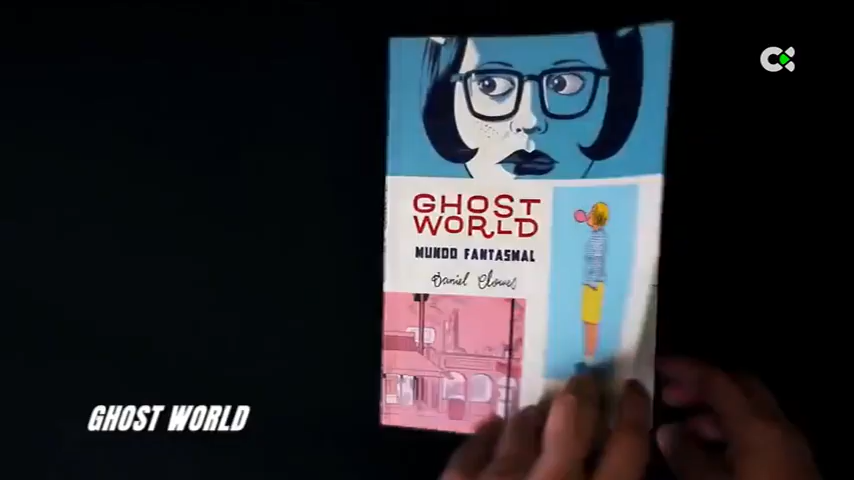 GHOST
WORLD
MUNDO FANTASMAL
Daniel Clowes
GHOST WORLD